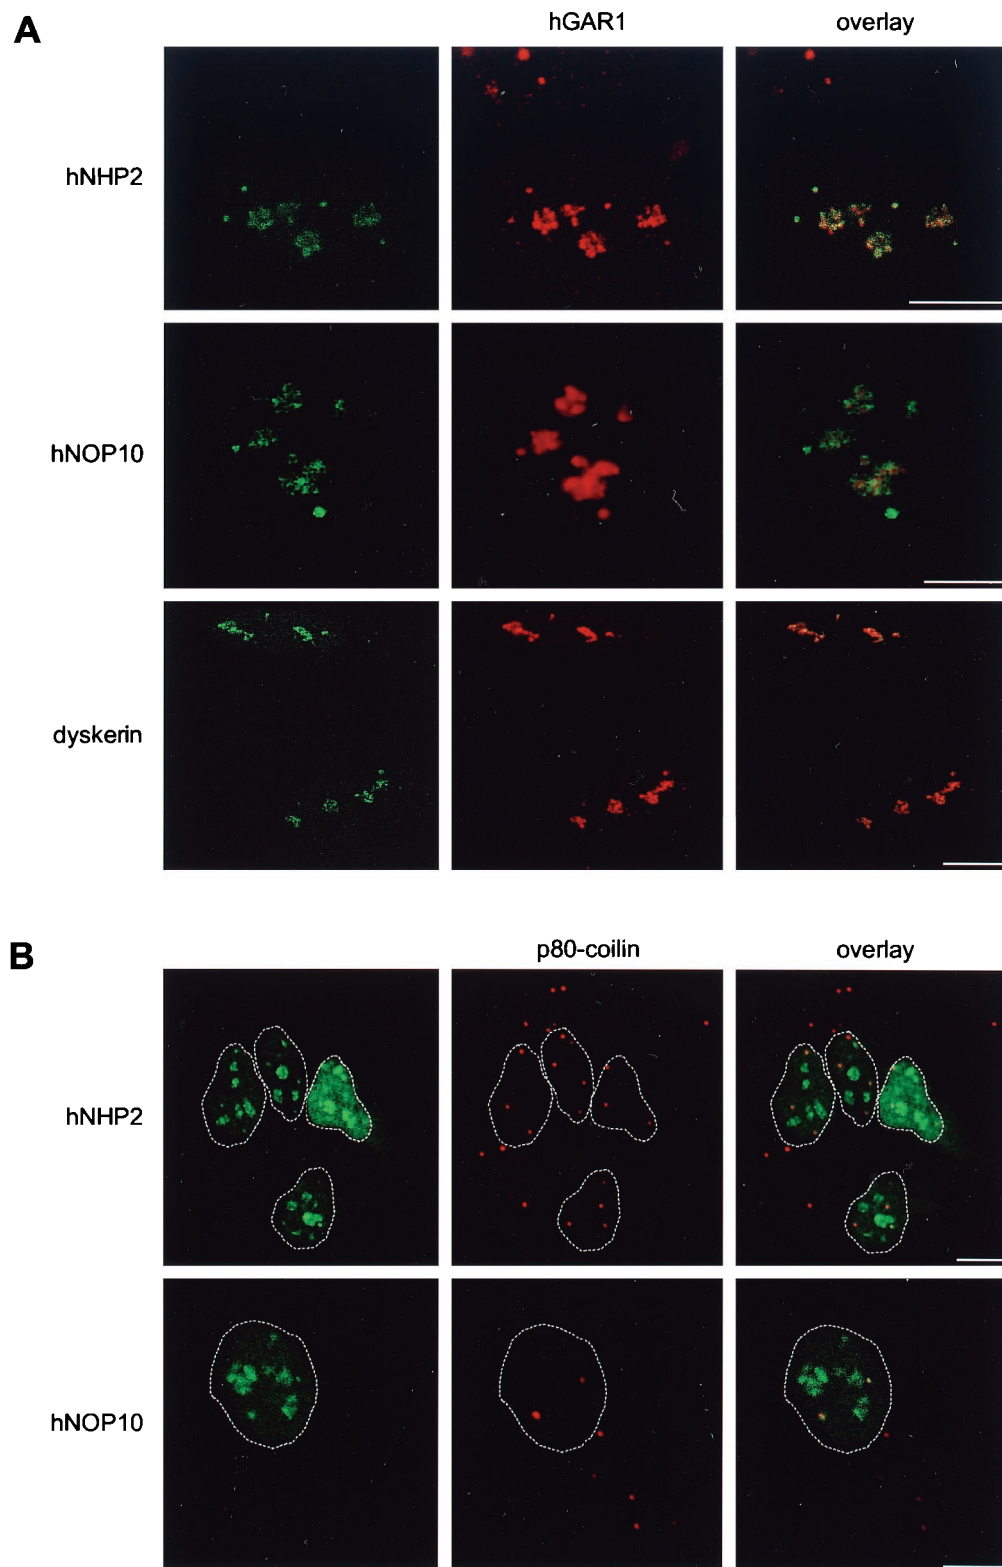 A
hGAR1 overlay
hNHP2
hNOP10
dyskerin
B
p80-coilin overlay
hNHP2
hNOP10